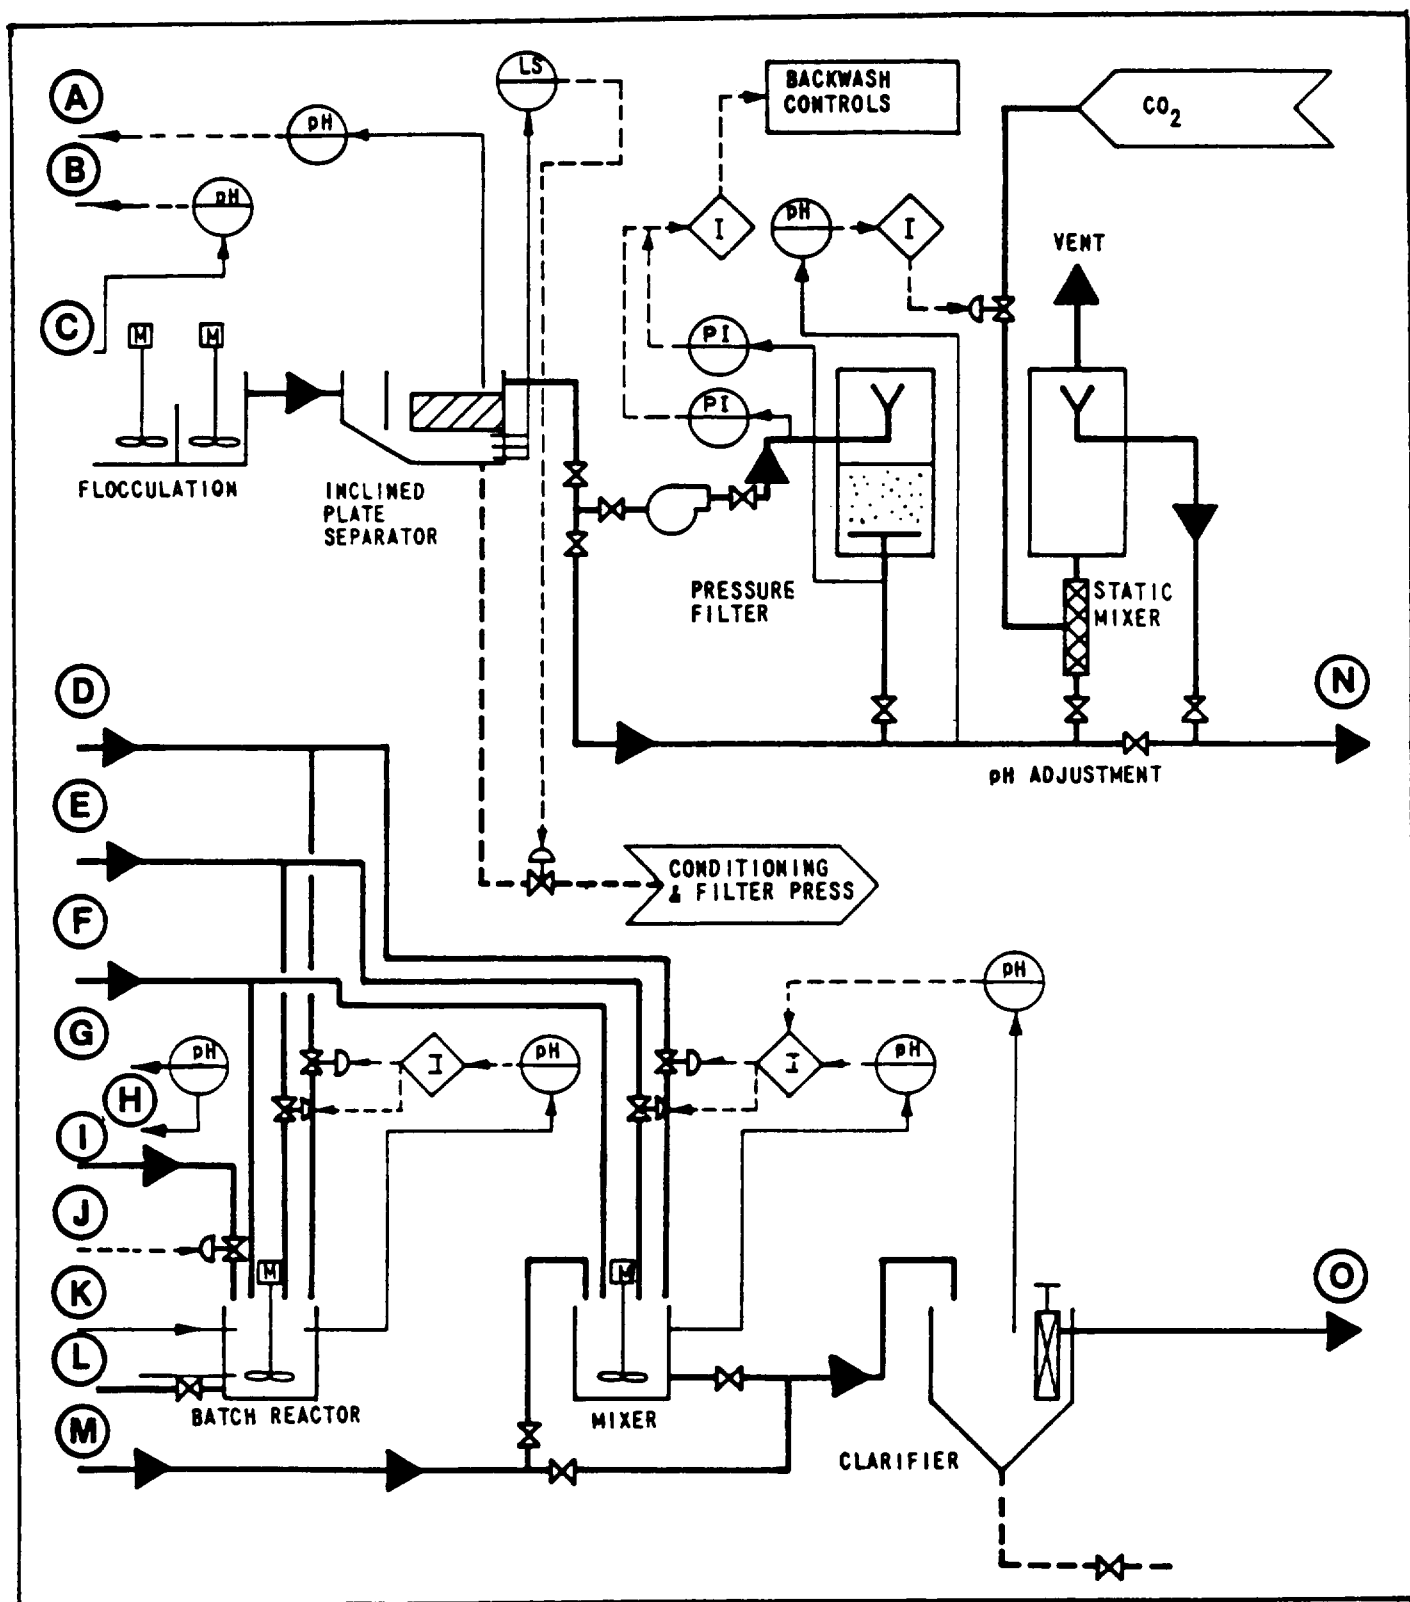 A
LS
BACKWASH
CONTROLS
CO2
pH
B
pH
I
pH
I
VENT
C
M
M
PI
PI
FLOCCULATION
INCLINED
PLATE
SEPARATOR
PRESSURE
FILTER
STATIC
MIXER
D
N
pH ADJUSTMENT
E
CONDITIONING
& FILTER PRESS
F
pH
G
pH
I
pH
I
pH
H
I
J
K
M
M
O
L
BATCH REACTOR
MIXER
M
CLARIFIER